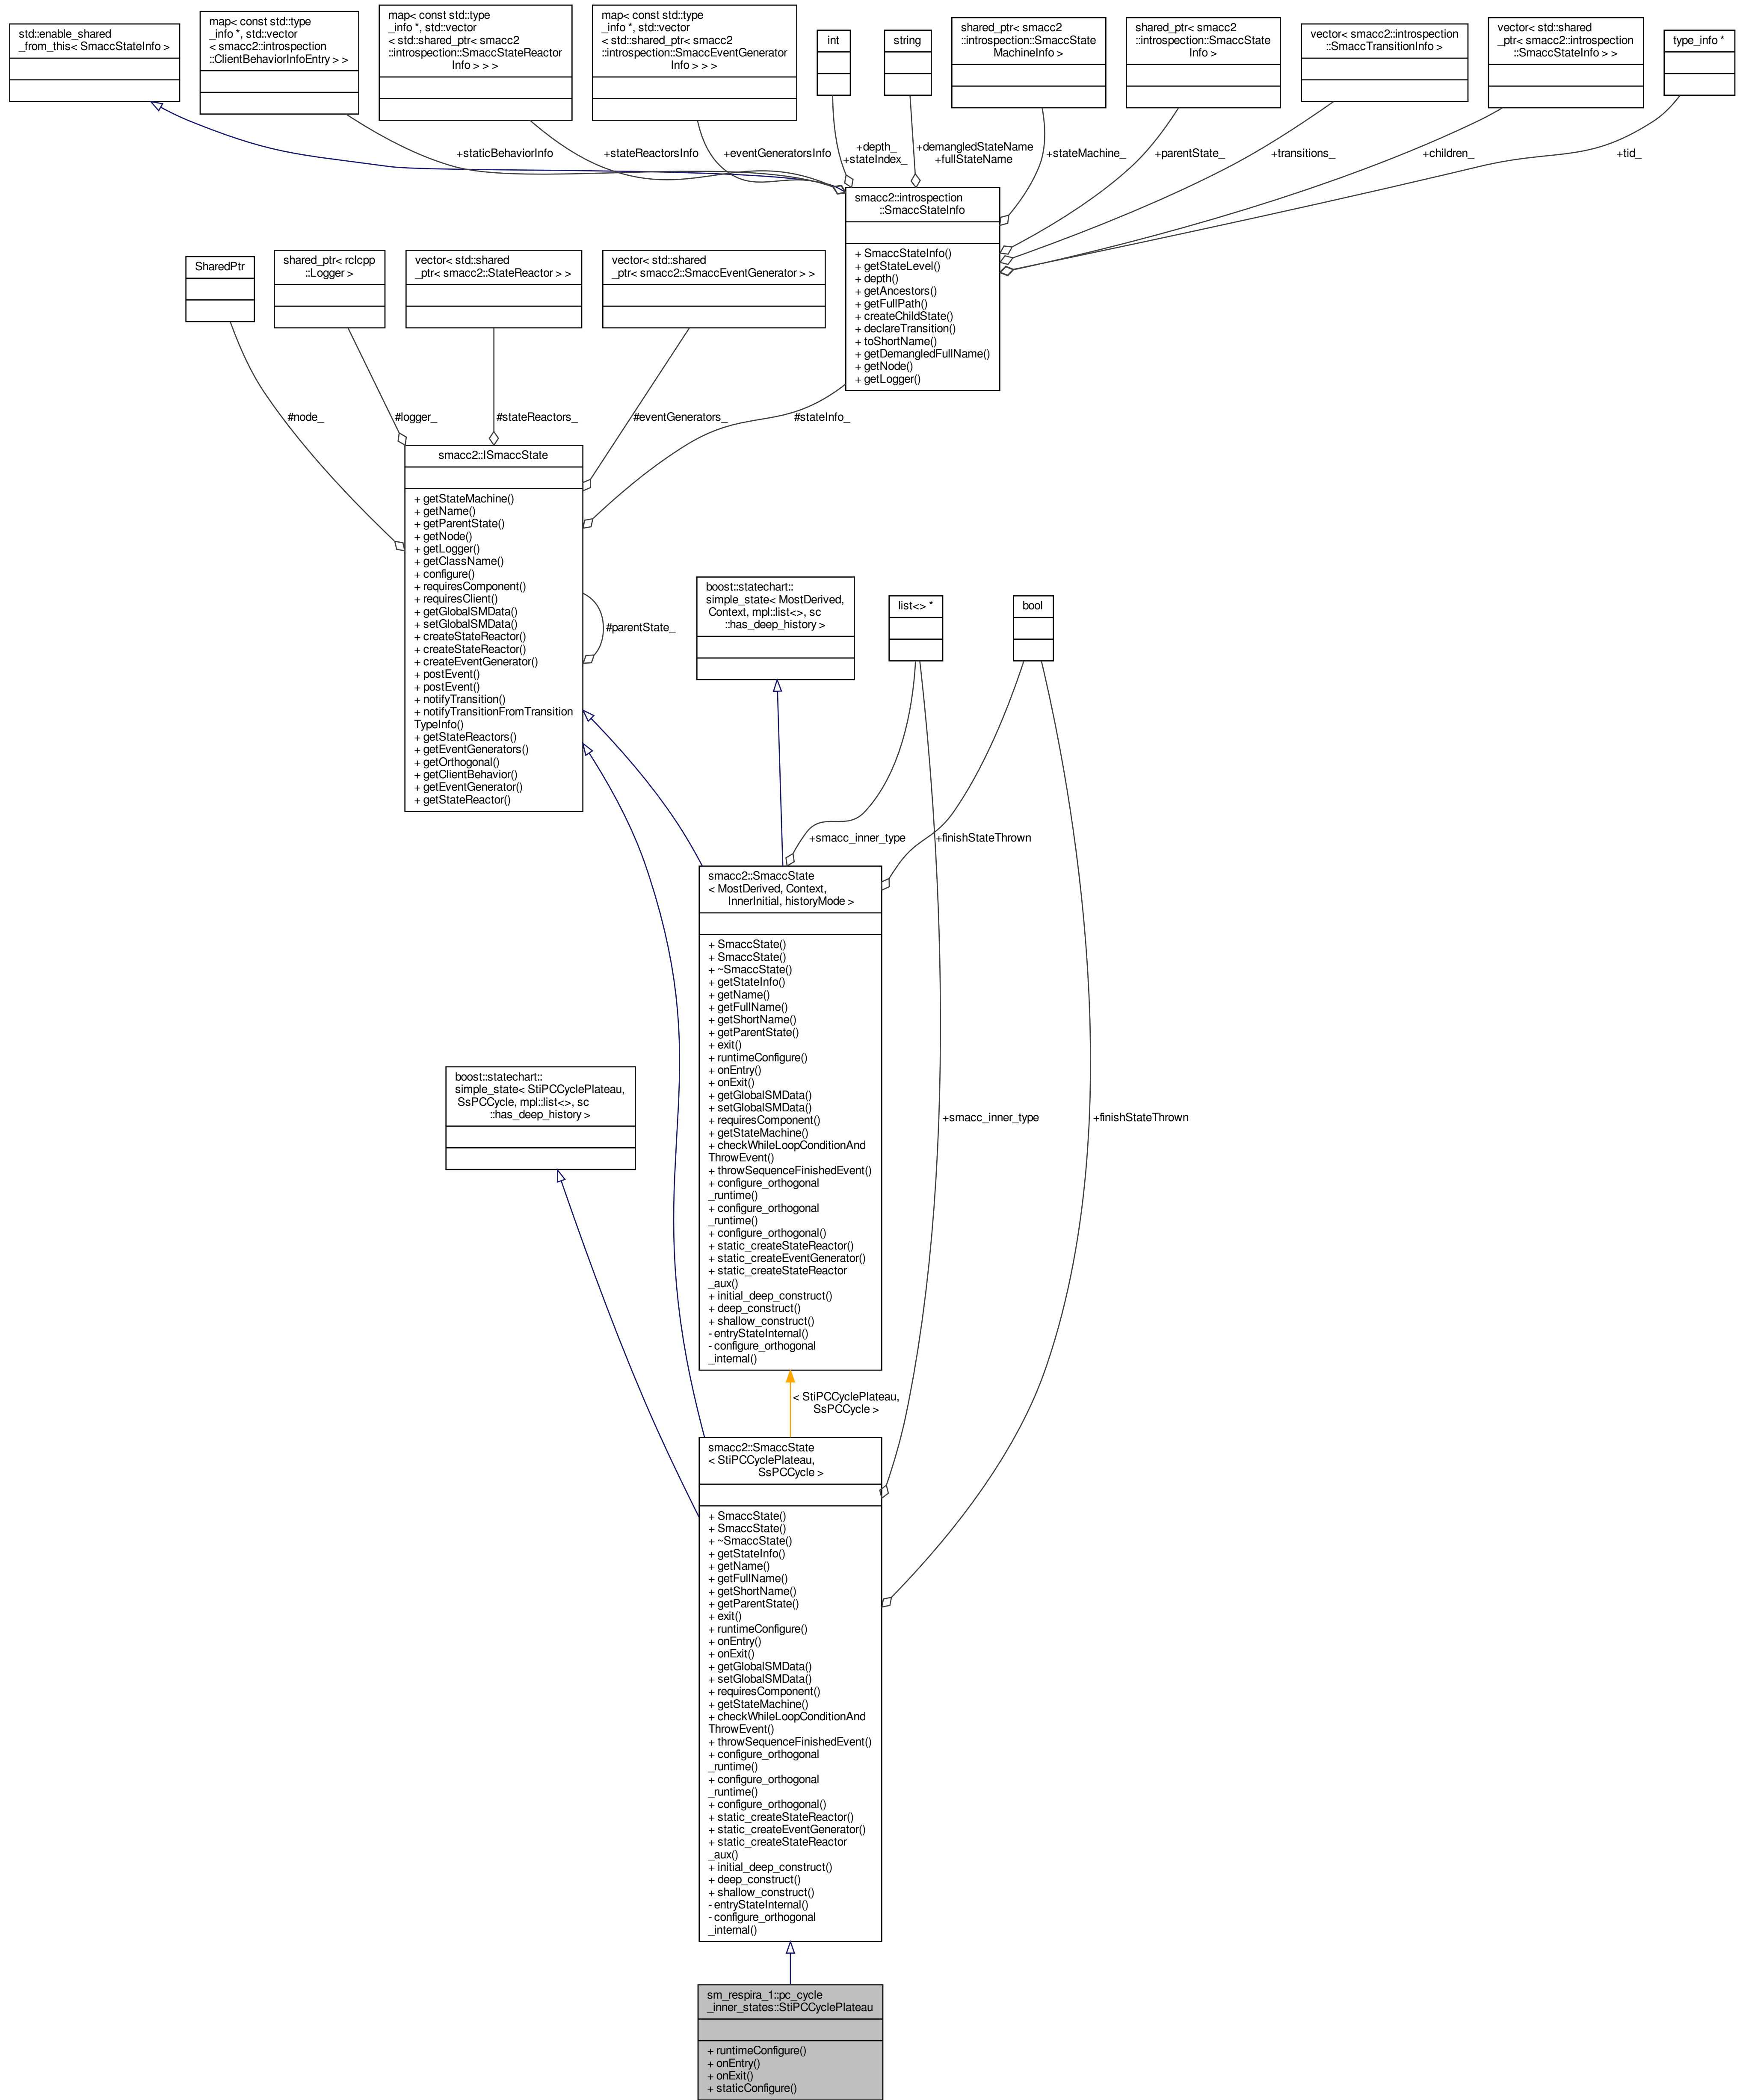 std::enable_shared
_from_this< SmaccStateInfo >
map< const std::type
_info *, std::vector
< smacc2::introspection
::ClientBehaviorInfoEntry > >
map< const std::type
_info *, std::vector
< std::shared_ptr< smacc2
::introspection::SmaccStateReactor
Info > > >
map< const std::type
_info *, std::vector
< std::shared_ptr< smacc2
::introspection::SmaccEventGenerator
Info > > >
int
string
shared_ptr< smacc2
::introspection::SmaccState
MachineInfo >
shared_ptr< smacc2
::introspection::SmaccState
Info >
vector< smacc2::introspection
::SmaccTransitionInfo >
vector< std::shared
_ptr< smacc2::introspection
::SmaccStateInfo > >
type_info *
+staticBehaviorInfo
+stateReactorsInfo
+eventGeneratorsInfo
+depth_
+stateIndex_
+demangledStateName
+fullStateName
+stateMachine_
+parentState_
+transitions_
+children_
+tid_
smacc2::introspection
::SmaccStateInfo
+ SmaccStateInfo()
+ getStateLevel()
+ depth()
+ getAncestors()
+ getFullPath()
+ createChildState()
+ declareTransition()
+ toShortName()
+ getDemangledFullName()
+ getNode()
+ getLogger()
SharedPtr
shared_ptr< rclcpp
::Logger >
vector< std::shared
_ptr< smacc2::StateReactor > >
vector< std::shared
_ptr< smacc2::SmaccEventGenerator > >
#node_
#logger_
#stateReactors_
#eventGenerators_
#stateInfo_
smacc2::ISmaccState
+ getStateMachine()
+ getName()
+ getParentState()
+ getNode()
+ getLogger()
+ getClassName()
+ configure()
+ requiresComponent()
+ requiresClient()
+ getGlobalSMData()
+ setGlobalSMData()
+ createStateReactor()
+ createStateReactor()
+ createEventGenerator()
+ postEvent()
+ postEvent()
+ notifyTransition()
+ notifyTransitionFromTransition
TypeInfo()
+ getStateReactors()
+ getEventGenerators()
+ getOrthogonal()
+ getClientBehavior()
+ getEventGenerator()
+ getStateReactor()
#parentState_
boost::statechart::
simple_state< MostDerived,
Context, mpl::list<>, sc
::has_deep_history >
list<> *
bool
+smacc_inner_type
+finishStateThrown
smacc2::SmaccState
< MostDerived, Context,
InnerInitial, historyMode >
+ SmaccState()
+ SmaccState()
+ ~SmaccState()
+ getStateInfo()
+ getName()
+ getFullName()
+ getShortName()
+ getParentState()
+ exit()
+ runtimeConfigure()
+ onEntry()
+ onExit()
+ getGlobalSMData()
+ setGlobalSMData()
+ requiresComponent()
+ getStateMachine()
+ checkWhileLoopConditionAnd
ThrowEvent()
+ throwSequenceFinishedEvent()
+ configure_orthogonal
_runtime()
+ configure_orthogonal
_runtime()
+ configure_orthogonal()
+ static_createStateReactor()
+ static_createEventGenerator()
+ static_createStateReactor
_aux()
+ initial_deep_construct()
+ deep_construct()
+ shallow_construct()
- entryStateInternal()
- configure_orthogonal
_internal()
boost::statechart::
simple_state< StiPCCyclePlateau,
SsPCCycle, mpl::list<>, sc
::has_deep_history >
+smacc_inner_type
+finishStateThrown
< StiPCCyclePlateau,
SsPCCycle >
smacc2::SmaccState
< StiPCCyclePlateau,
SsPCCycle >
+ SmaccState()
+ SmaccState()
+ ~SmaccState()
+ getStateInfo()
+ getName()
+ getFullName()
+ getShortName()
+ getParentState()
+ exit()
+ runtimeConfigure()
+ onEntry()
+ onExit()
+ getGlobalSMData()
+ setGlobalSMData()
+ requiresComponent()
+ getStateMachine()
+ checkWhileLoopConditionAnd
ThrowEvent()
+ throwSequenceFinishedEvent()
+ configure_orthogonal
_runtime()
+ configure_orthogonal
_runtime()
+ configure_orthogonal()
+ static_createStateReactor()
+ static_createEventGenerator()
+ static_createStateReactor
_aux()
+ initial_deep_construct()
+ deep_construct()
+ shallow_construct()
- entryStateInternal()
- configure_orthogonal
_internal()
sm_respira_1::pc_cycle
_inner_states::StiPCCyclePlateau
+ runtimeConfigure()
+ onEntry()
+ onExit()
+ staticConfigure()